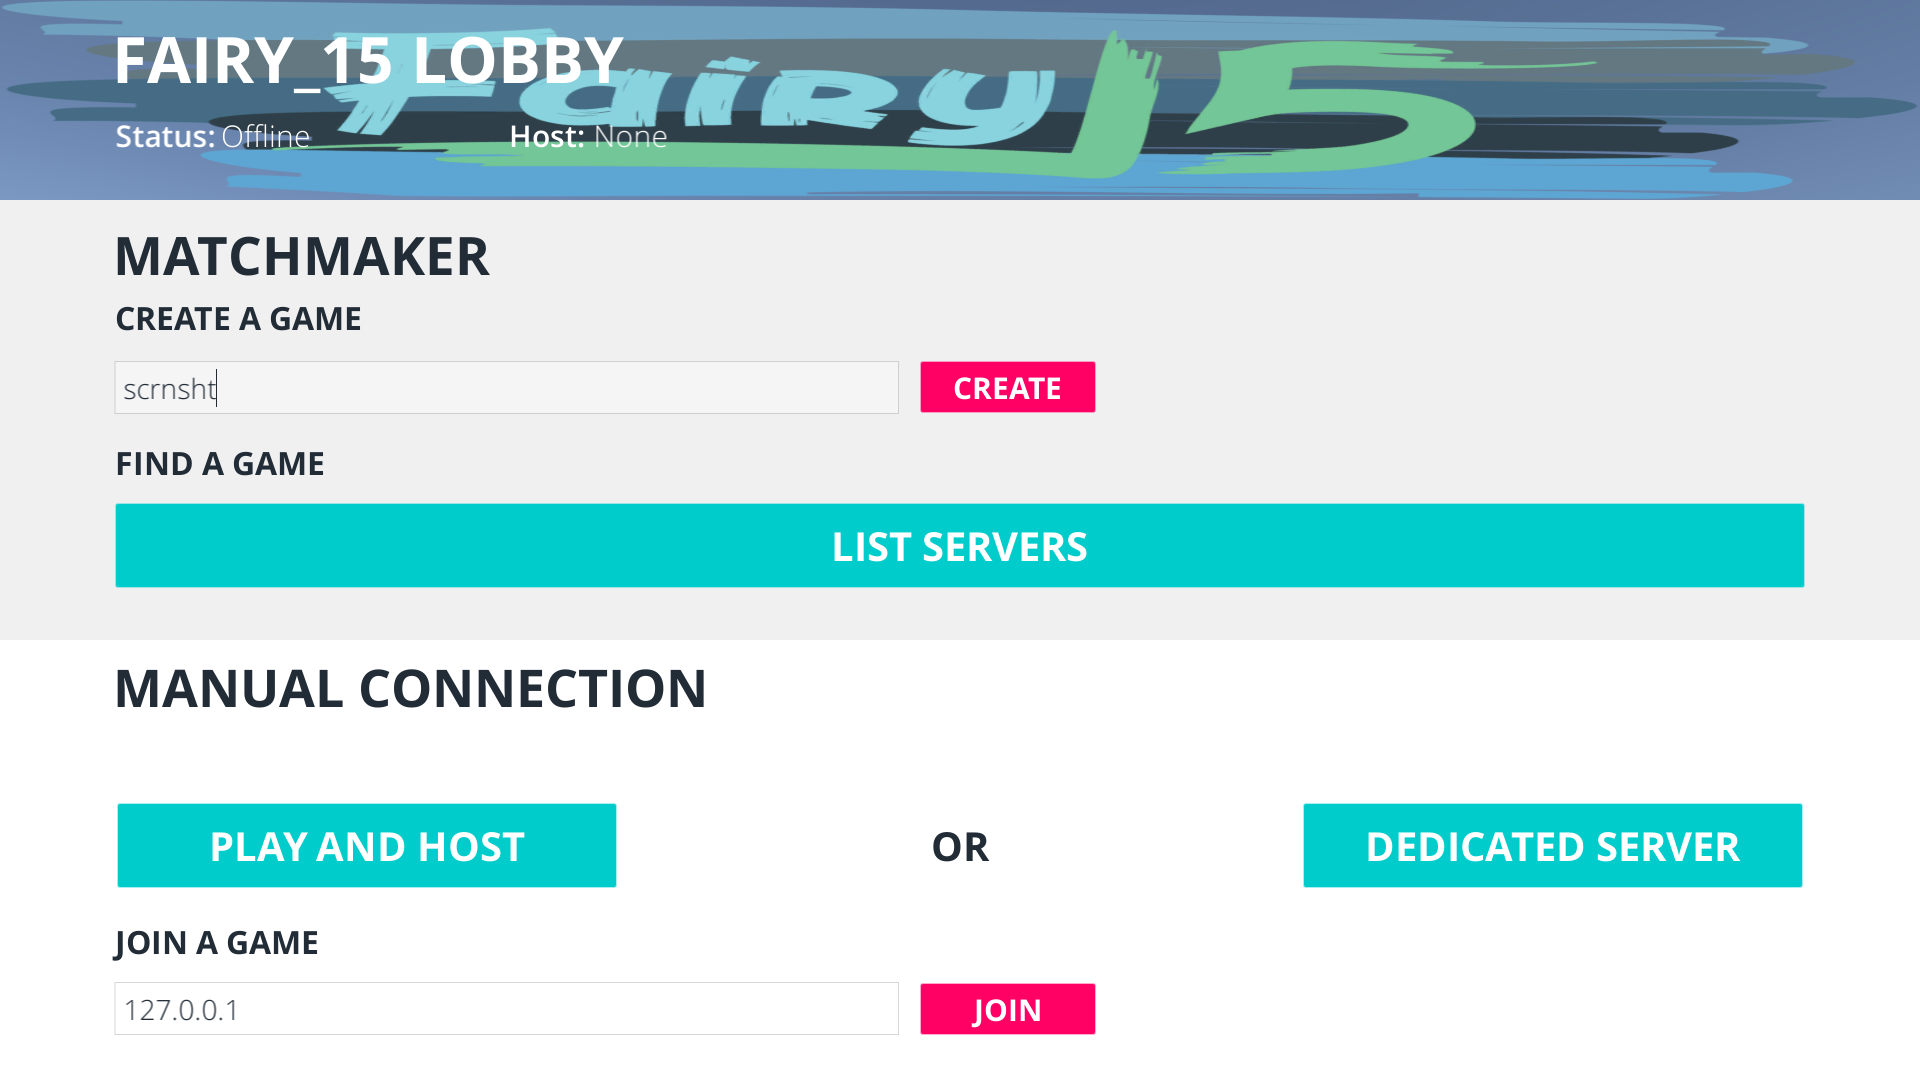 FAIRY_15 LOBBY
Fairy 15
Status: Offline
Host: None
MATCHMAKER
CREATE A GAME
scrnsht
CREATE
FIND A GAME
LIST SERVERS
MANUAL CONNECTION
PLAY AND HOST
OR
DEDICATED SERVER
JOIN A GAME
127.0.0.1
JOIN